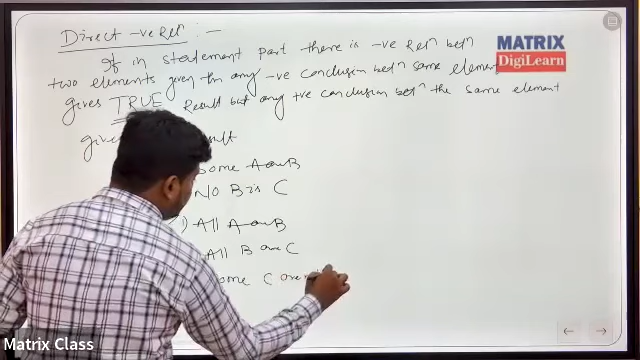 Direct -ve Reln :-
If in statement part there is -ve Reln betn
two elements given then any -ve conclusion betn same element
gives TRUE Result but any +ve conclusion betn the same element
MATRIX
DigiLearn
Some A are B
No B is C
1) All A are B
All B are C
Some C are
Matrix Class